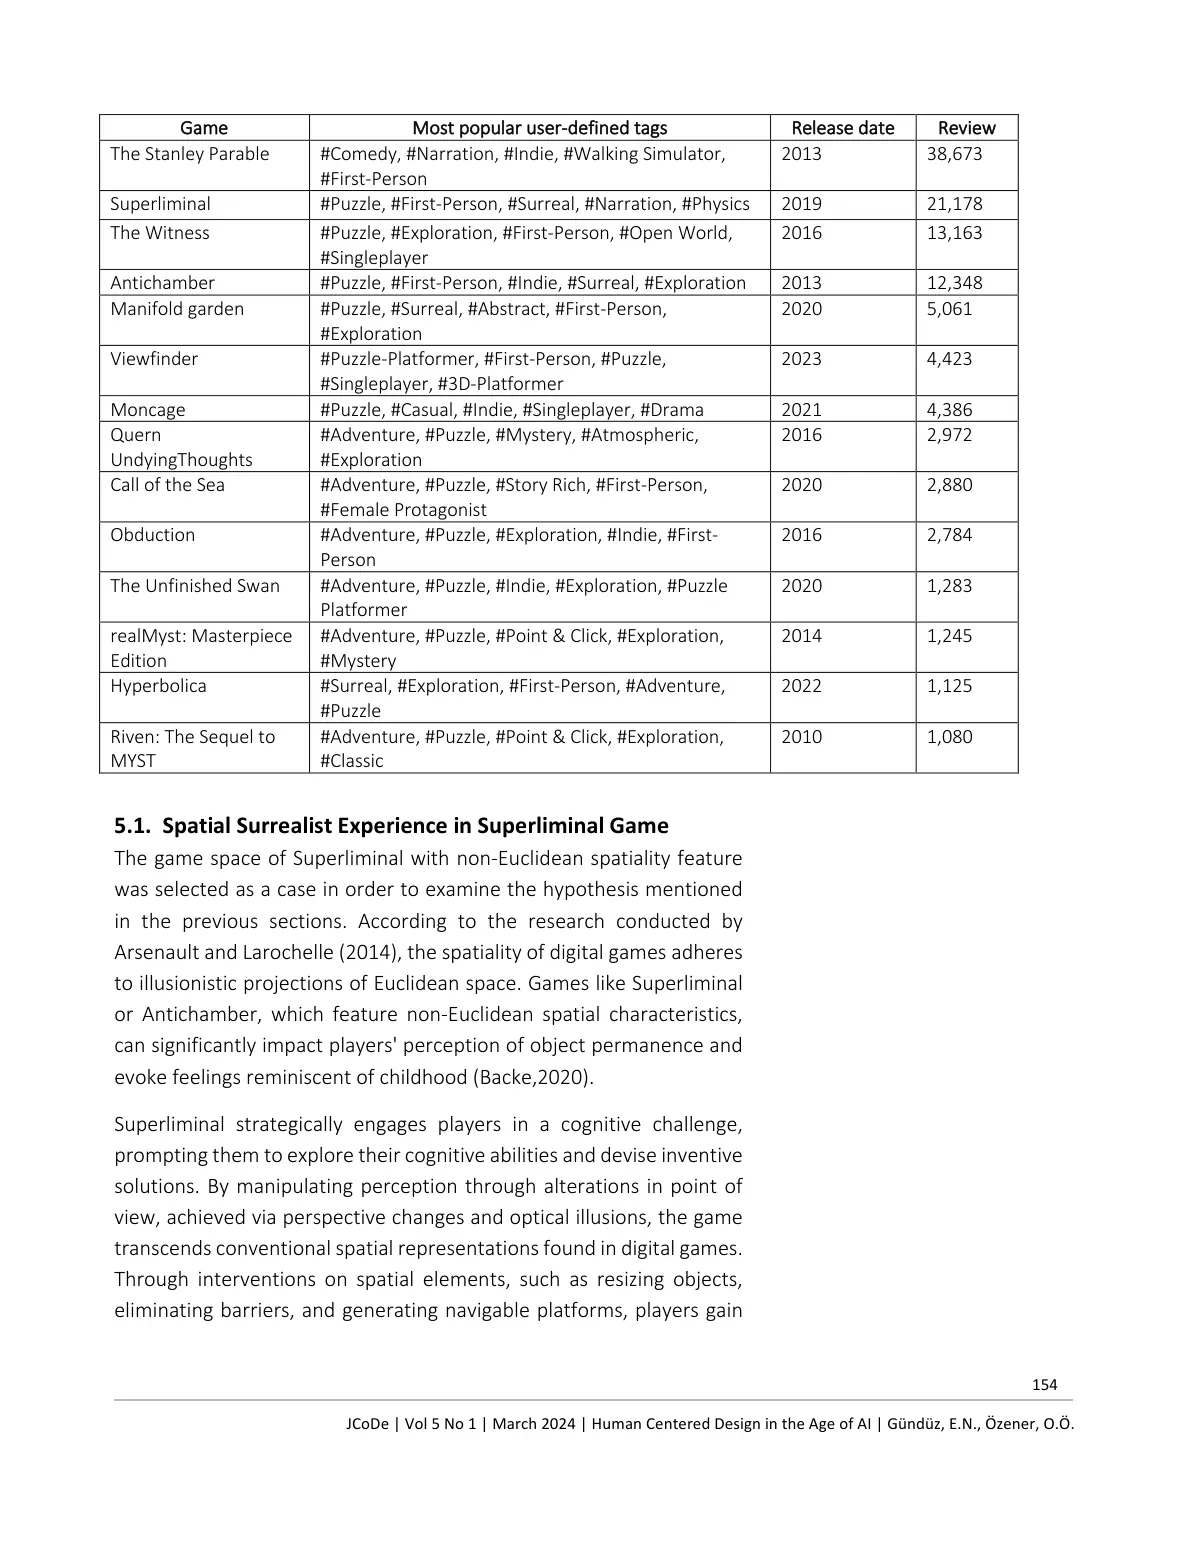 Game Most popular user-defined tags Release date Review
The Stanley Parable #Comedy, #Narration, #Indie, #Walking Simulator, 2013 38,673
#First-Person
Superliminal #Puzzle, #First-Person, #Surreal, #Narration, #Physics 2019 21,178
The Witness #Puzzle, #Exploration, #First-Person, #Open World, 2016 13,163
#Singleplayer
Antichamber #Puzzle, #First-Person, #Indie, #Surreal, #Exploration 2013 12,348
Manifold garden #Puzzle, #Surreal, #Abstract, #First-Person, 2020 5,061
#Exploration
Viewfinder #Puzzle-Platformer, #First-Person, #Puzzle, 2023 4,423
#Singleplayer, #3D-Platformer
Moncage #Puzzle, #Casual, #Indie, #Singleplayer, #Drama 2021 4,386
Quern #Adventure, #Puzzle, #Mystery, #Atmospheric, 2016 2,972
UndyingThoughts #Exploration
Call of the Sea #Adventure, #Puzzle, #Story Rich, #First-Person, 2020 2,880
#Female Protagonist
Obduction #Adventure, #Puzzle, #Exploration, #Indie, #First- 2016 2,784
Person
The Unfinished Swan #Adventure, #Puzzle, #Indie, #Exploration, #Puzzle 2020 1,283
Platformer
realMyst: Masterpiece #Adventure, #Puzzle, #Point & Click, #Exploration, 2014 1,245
Edition #Mystery
Hyperbolica #Surreal, #Exploration, #First-Person, #Adventure, 2022 1,125
#Puzzle
Riven: The Sequel to #Adventure, #Puzzle, #Point & Click, #Exploration, 2010 1,080
MYST #Classic
5.1. Spatial Surrealist Experience in Superliminal Game
The game space of Superliminal with non-Euclidean spatiality feature
was selected as a case in order to examine the hypothesis mentioned
in the previous sections. According to the research conducted by
Arsenault and Larochelle (2014), the spatiality of digital games adheres
to illusionistic projections of Euclidean space. Games like Superliminal
or Antichamber, which feature non-Euclidean spatial characteristics,
can significantly impact players' perception of object permanence and
evoke feelings reminiscent of childhood (Backe,2020).
Superliminal strategically engages players in a cognitive challenge,
prompting them to explore their cognitive abilities and devise inventive
solutions. By manipulating perception through alterations in point of
view, achieved via perspective changes and optical illusions, the game
transcends conventional spatial representations found in digital games.
Through interventions on spatial elements, such as resizing objects,
eliminating barriers, and generating navigable platforms, players gain
154
JCoDe | Vol 5 No 1 | March 2024 | Human Centered Design in the Age of AI | Gündüz, E.N., Özener, O.Ö.